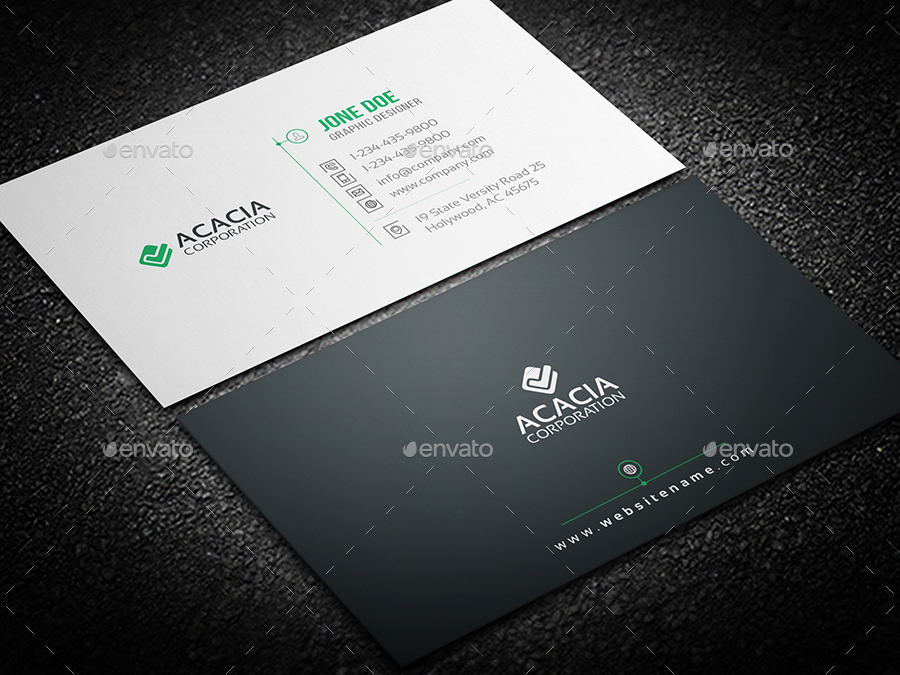 JONE DOE
GRAPHIC DESIGNER
1-234-435-9800
1-234-435-9800
info@company.com
www.company.com
19 State Versity Road 25
Holywood, AC 45675
ACACIA
CORPORATION
ACACIA
CORPORATION
www.websitename.com
envato
envato
envato
envato
envato
envato